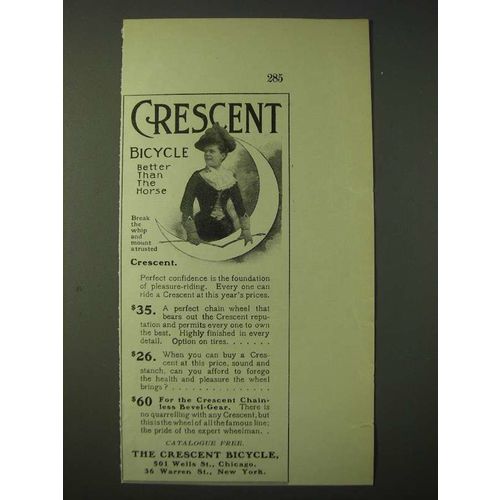 285
CRESCENT
BICYCLE
Better
Than
The
Horse
Break
the
whip
and
mount
a trusted
Crescent.
Perfect confidence is the foundation
of pleasure-riding. Every one can
ride a Crescent at this year's prices.
$35. A perfect chain wheel that
bears out the Crescent repu-
tation and permits every one to own
the best. Highly finished in every
detail. Option on tires. . . . . . .
$26. When you can buy a Cres-
cent at this price, sound and
stanch, can you afford to forego
the health and pleasure the wheel
brings? . . . . . . . . . . . . .
$60 For the Crescent Chain-
less Bevel-Gear. There is
no quarrelling with any Crescent, but
this is the wheel of all the famous line;
the pride of the expert wheelman. .
CATALOGUE FREE.
THE CRESCENT BICYCLE,
501 Wells St., Chicago.
36 Warren St., New York.